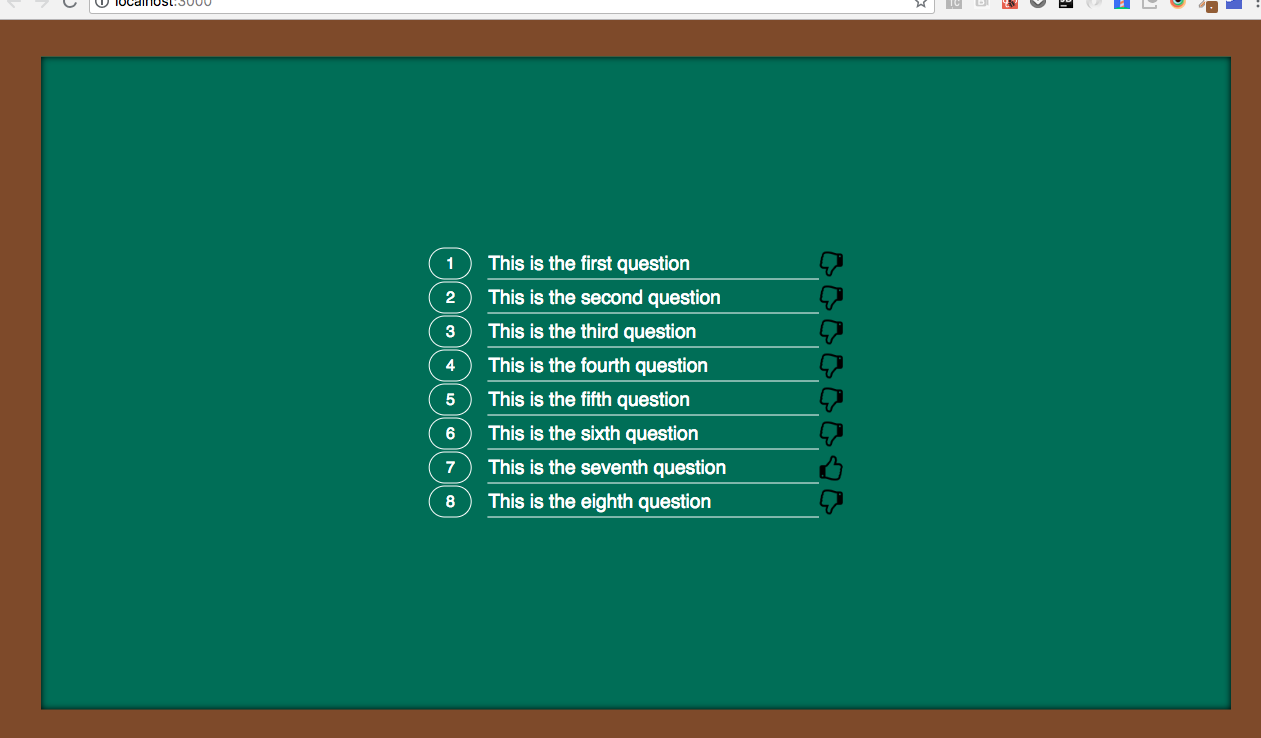 localhost:3000
1 This is the first question
2 This is the second question
3 This is the third question
4 This is the fourth question
5 This is the fifth question
6 This is the sixth question
7 This is the seventh question
8 This is the eighth question